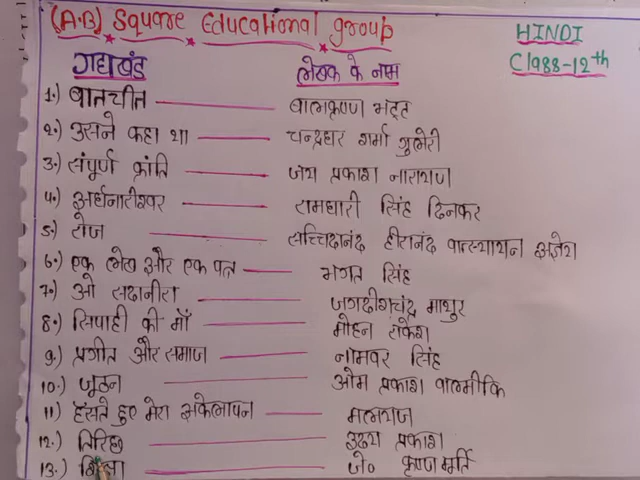 (A.B) Square Educational group
HINDI
Class-12th
गद्यखंड लेखक के नाम
1.) बातचीत बालकृष्ण भट्ट
2.) उसने कहा था चन्द्रधर शर्मा गुलेरी
3.) संपूर्ण क्रांति जय प्रकाश नारायण
4.) अर्धनारीश्वर रामधारी सिंह दिनकर
5.) रोज सच्चिदानंद हीरानंद वात्स्यायन अज्ञेय
6.) एक लेख और एक पत्र भगत सिंह
7.) ओ सदानीरा जगदीशचंद्र माथुर
8.) सिपाही की माँ मोहन राकेश
9.) प्रगीत और समाज नामवर सिंह
10.) जूठन ओम प्रकाश वाल्मीकि
11.) हँसते हुए मेरा अकेलापन मलयज
12.) तिरिछ उदय प्रकाश
13.) शिक्षा जे० कृष्ण मूर्ति